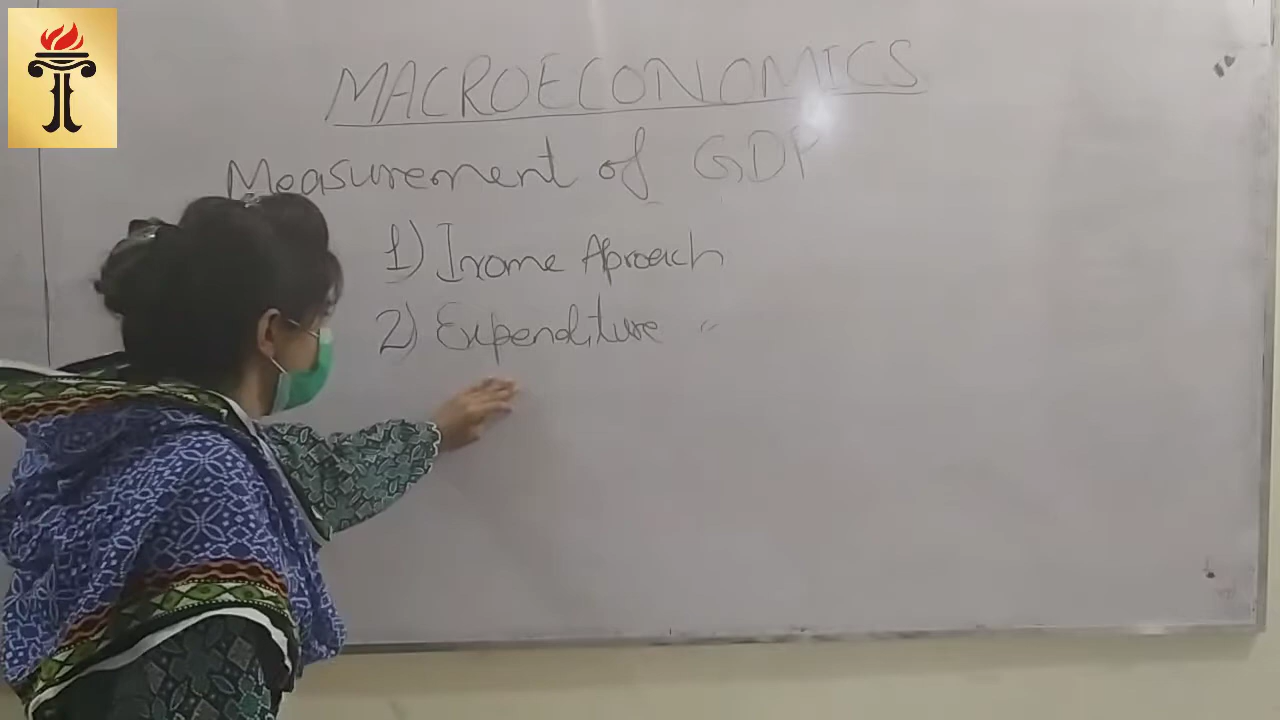 MACROECONOMICS
Measurement of GDP
1) Income Aproach
2) Expenditure "